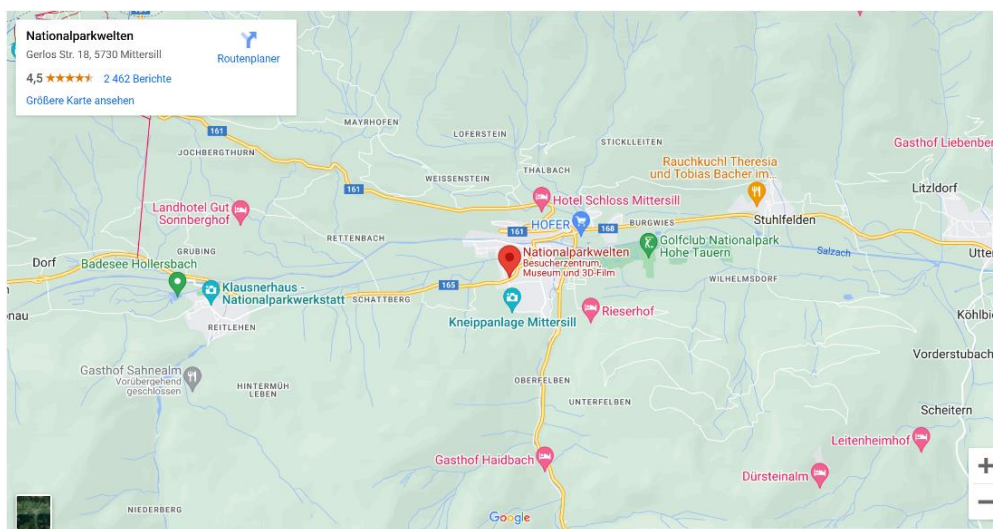 Nationalparkwelten
Gerlos Str. 18, 5730 Mittersill
Routenplaner
4,5
2 462 Berichte
Größere Karte ansehen
161
MAYRHOFEN
JOCHBERGTHURN
LOFERSTEIN
STICKLLEITEN
Gasthof Liebenber
Rauchkuchl Theresia
und Tobias Bacher im...
THALBACH
WEISSENSTEIN
161
Litzldorf
Hotel Schloss Mittersill
Landhotel Gut
Sonnberghof
HOFER
BURGWIES
Stuhlfelden
161
168
RETTENBACH
Golfclub Nationalpark
Hohe Tauern
GRUBING
Nationalparkwelten
Besucherzentrum,
Museum und 3D-Film
Salzach
Utter
Dorf
Badesee Hollersbach
WILHELMSDORF
165
Klausnerhaus -
Nationalparkwerkstatt
SCHATTBERG
Rieserhof
onau
Köhlbic
Kneippanlage Mittersill
REITLEHEN
Vorderstubach
Gasthof Sahnealm
Vorübergehend
geschlossen
HINTERMÜH
LEBEN
OBERFELBEN
UNTERFELBEN
Scheitern
Leitenheimhof
Gasthof Haidbach
Dürsteinalm
+
−
NIEDERBERG
Google